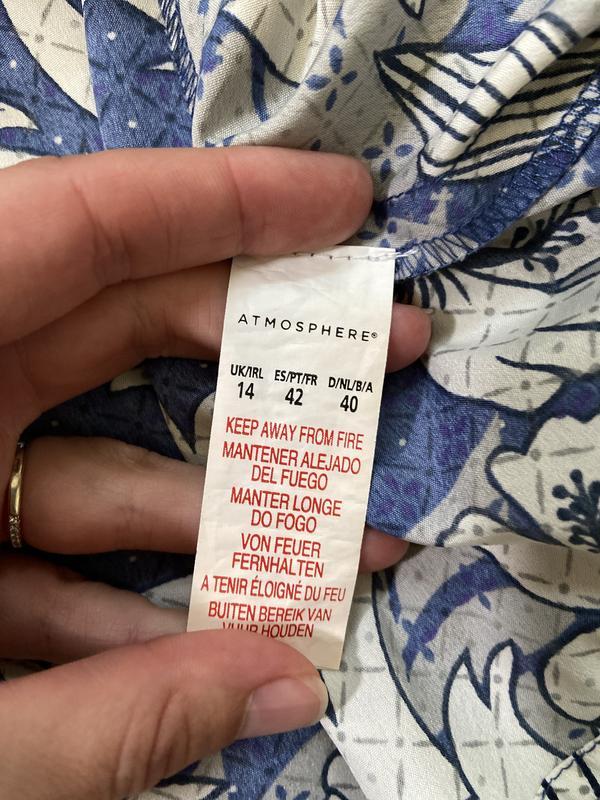 ATMOSPHERE®
UK/IRL ES/PT/FR D/NL/B/A
14 42 40
KEEP AWAY FROM FIRE
MANTENER ALEJADO
DEL FUEGO
MANTER LONGE
DO FOGO
VON FEUER
FERNHALTEN
A TENIR ÉLOIGNÉ DU FEU
BUITEN BEREIK VAN
VUUR HOUDEN